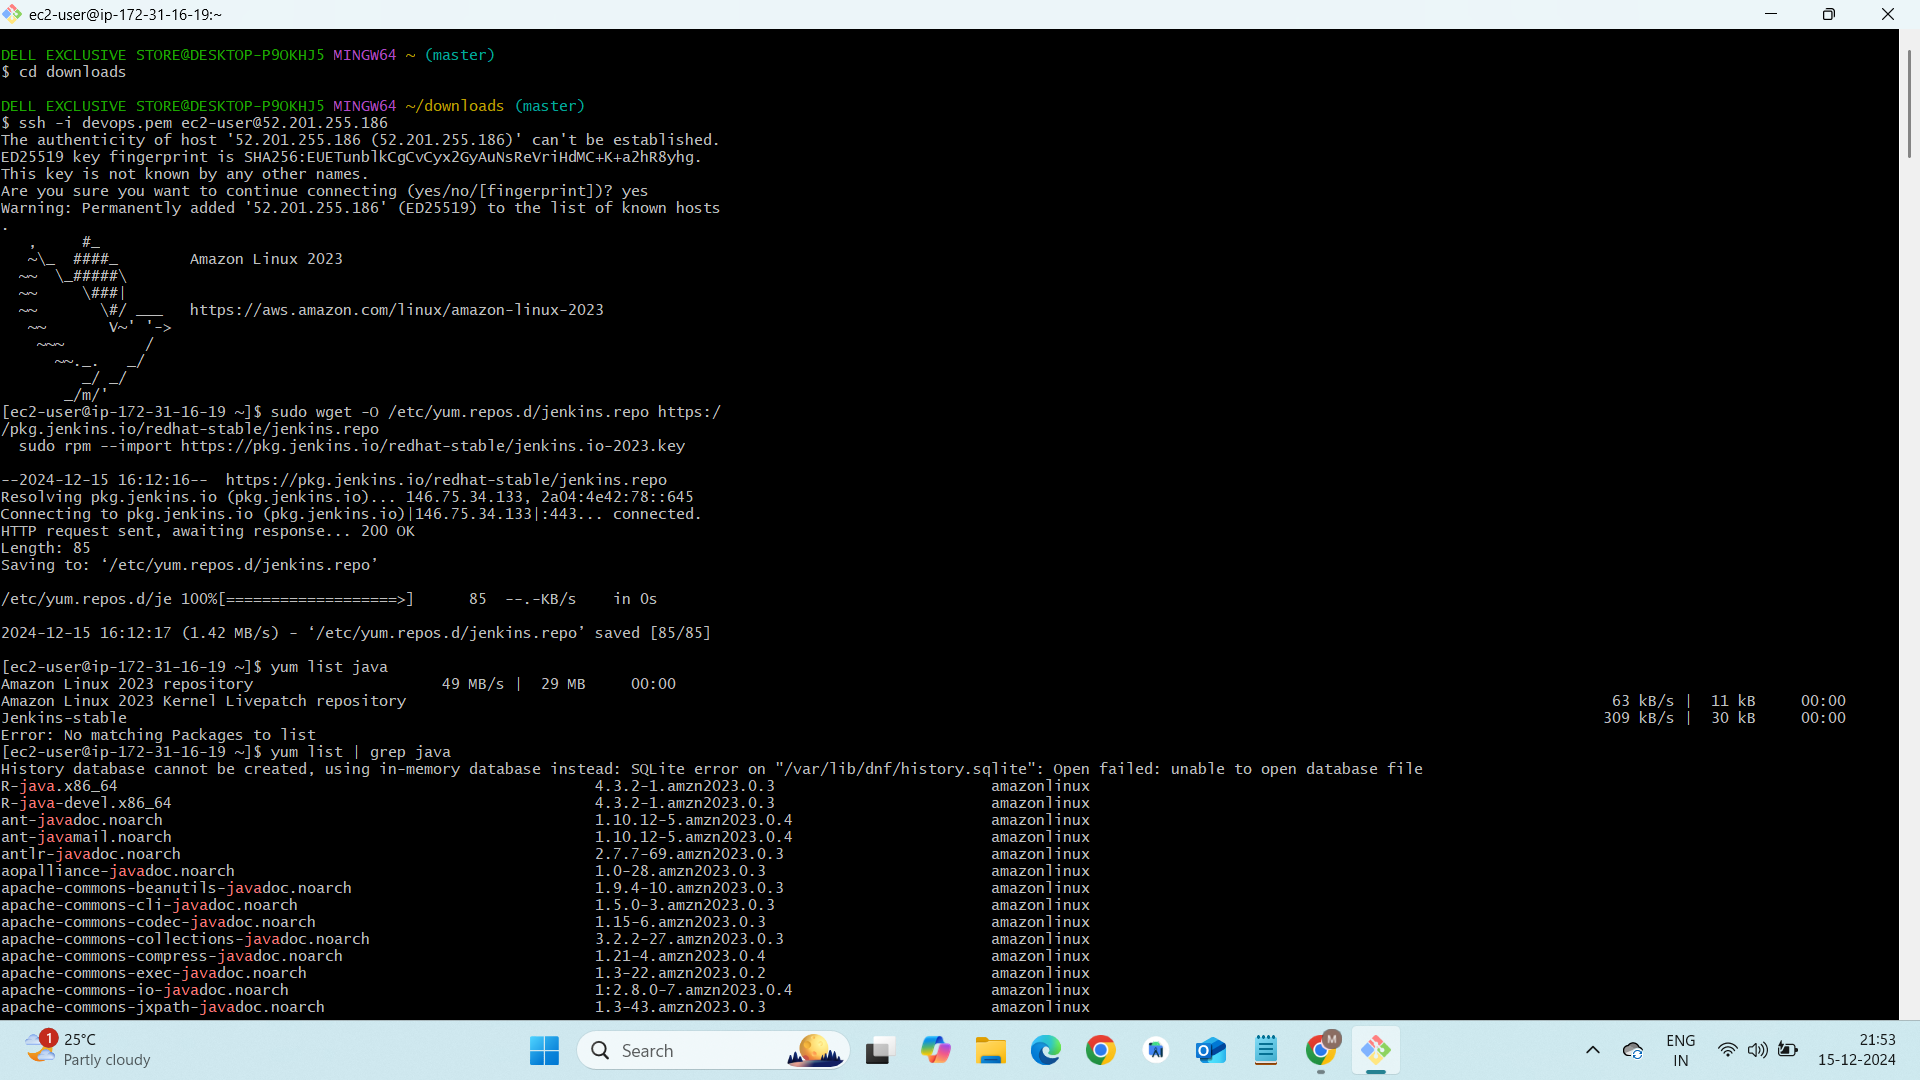 ec2-user@ip-172-31-16-19:~
DELL EXCLUSIVE STORE@DESKTOP-P9OKHJ5 MINGW64 ~ (master)
$ cd downloads
DELL EXCLUSIVE STORE@DESKTOP-P9OKHJ5 MINGW64 ~/downloads (master)
$ ssh -i devops.pem ec2-user@52.201.255.186
The authenticity of host '52.201.255.186 (52.201.255.186)' can't be established.
ED25519 key fingerprint is SHA256:EUETunblkCgCvCyx2GyAuNsReVriHdMC+K+a2hR8yhg.
This key is not known by any other names.
Are you sure you want to continue connecting (yes/no/[fingerprint])? yes
Warning: Permanently added '52.201.255.186' (ED25519) to the list of known hosts
.
   ,     #_
   ~\_  ####_        Amazon Linux 2023
  ~~  \_#####\
  ~~     \###|
  ~~       \#/ ___   https://aws.amazon.com/linux/amazon-linux-2023
   ~~       V~' '->
    ~~~         /
      ~~._.   _/
         _/ _/
       _/m/'
[ec2-user@ip-172-31-16-19 ~]$ sudo wget -O /etc/yum.repos.d/jenkins.repo https:/
/pkg.jenkins.io/redhat-stable/jenkins.repo
  sudo rpm --import https://pkg.jenkins.io/redhat-stable/jenkins.io-2023.key
--2024-12-15 16:12:16--  https://pkg.jenkins.io/redhat-stable/jenkins.repo
Resolving pkg.jenkins.io (pkg.jenkins.io)... 146.75.34.133, 2a04:4e42:78::645
Connecting to pkg.jenkins.io (pkg.jenkins.io)|146.75.34.133|:443... connected.
HTTP request sent, awaiting response... 200 OK
Length: 85
Saving to: ‘/etc/yum.repos.d/jenkins.repo’
/etc/yum.repos.d/je 100%[===================>]      85  --.-KB/s    in 0s
2024-12-15 16:12:17 (1.42 MB/s) - ‘/etc/yum.repos.d/jenkins.repo’ saved [85/85]
[ec2-user@ip-172-31-16-19 ~]$ yum list java
Amazon Linux 2023 repository                     49 MB/s |  29 MB     00:00
Amazon Linux 2023 Kernel Livepatch repository 63 kB/s |  11 kB     00:00
Jenkins-stable 309 kB/s |  30 kB     00:00
Error: No matching Packages to list
[ec2-user@ip-172-31-16-19 ~]$ yum list | grep java
History database cannot be created, using in-memory database instead: SQLite error on "/var/lib/dnf/history.sqlite": Open failed: unable to open database file
R-java.x86_64 4.3.2-1.amzn2023.0.3 amazonlinux
R-java-devel.x86_64 4.3.2-1.amzn2023.0.3 amazonlinux
ant-javadoc.noarch 1.10.12-5.amzn2023.0.4 amazonlinux
ant-javamail.noarch 1.10.12-5.amzn2023.0.4 amazonlinux
antlr-javadoc.noarch 2.7.7-69.amzn2023.0.3 amazonlinux
aopalliance-javadoc.noarch 1.0-28.amzn2023.0.3 amazonlinux
apache-commons-beanutils-javadoc.noarch 1.9.4-10.amzn2023.0.3 amazonlinux
apache-commons-cli-javadoc.noarch 1.5.0-3.amzn2023.0.3 amazonlinux
apache-commons-codec-javadoc.noarch 1.15-6.amzn2023.0.3 amazonlinux
apache-commons-collections-javadoc.noarch 3.2.2-27.amzn2023.0.3 amazonlinux
apache-commons-compress-javadoc.noarch 1.21-4.amzn2023.0.4 amazonlinux
apache-commons-exec-javadoc.noarch 1.3-22.amzn2023.0.2 amazonlinux
apache-commons-io-javadoc.noarch 1:2.8.0-7.amzn2023.0.4 amazonlinux
apache-commons-jxpath-javadoc.noarch 1.3-43.amzn2023.0.3 amazonlinux
1
25°C
Partly cloudy
Search
M
ENG
IN
21:53
15-12-2024